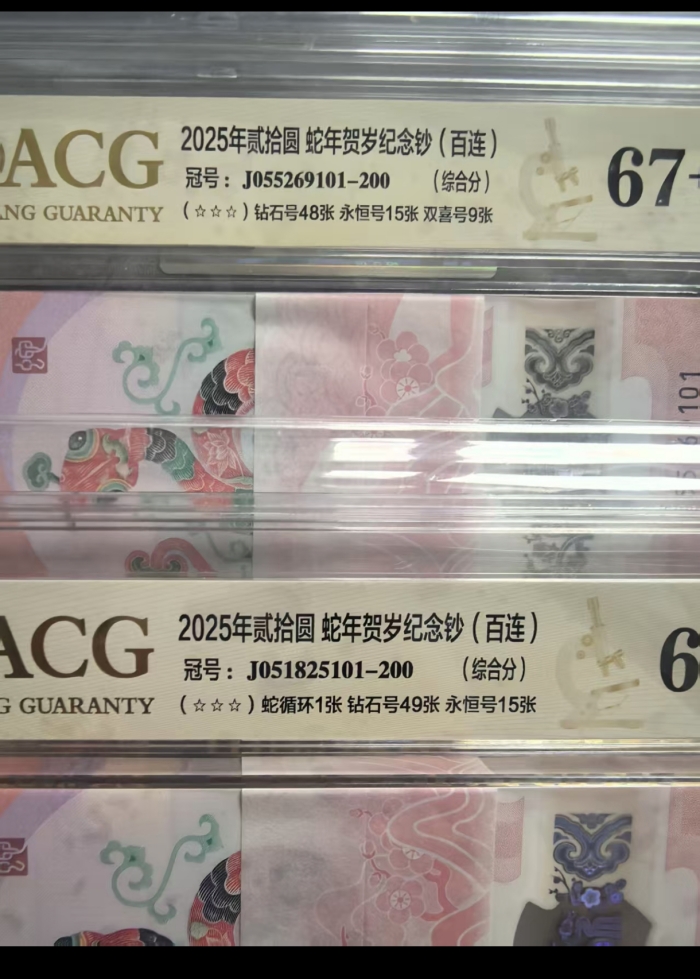 ACG
ANG GUARANTY
2025年贰拾圆 蛇年贺岁纪念钞（百连）
冠号：J055269101-200 （综合分）
（☆☆☆）钻石号48张 永恒号15张 双喜号9张
67+
101
ACG
G GUARANTY
2025年贰拾圆 蛇年贺岁纪念钞（百连）
冠号：J051825101-200 （综合分）
（☆☆☆）蛇循环1张 钻石号49张 永恒号15张
6